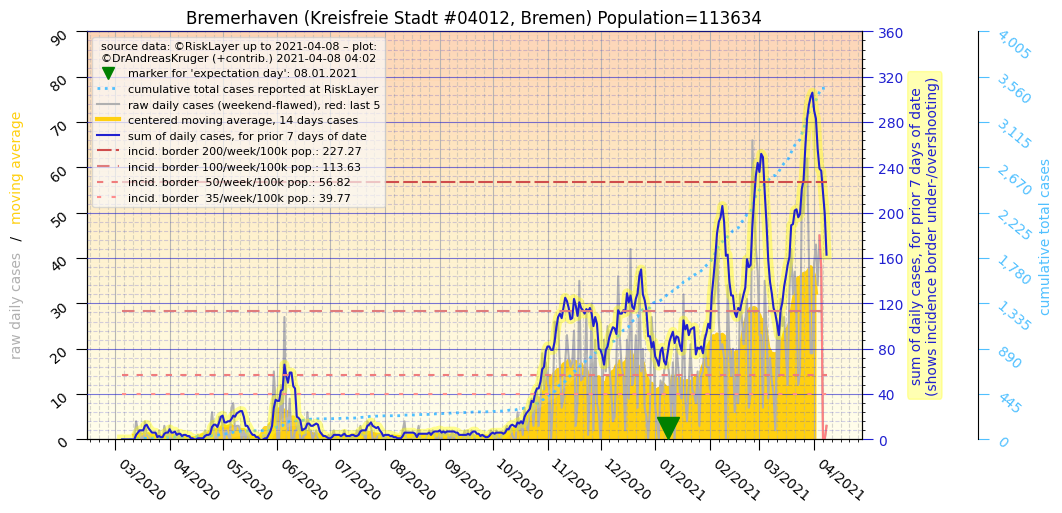 Bremerhaven (Kreisfreie Stadt #04012, Bremen) Population=113634
source data: ©RiskLayer up to 2021-04-08 – plot:
©DrAndreasKruger (+contrib.) 2021-04-08 04:02
marker for 'expectation day': 08.01.2021
cumulative total cases reported at RiskLayer
raw daily cases (weekend-flawed), red: last 5
centered moving average, 14 days cases
sum of daily cases, for prior 7 days of date
incid. border 200/week/100k pop.: 227.27
incid. border 100/week/100k pop.: 113.63
incid. border  50/week/100k pop.: 56.82
incid. border  35/week/100k pop.: 39.77
raw daily cases / moving average
90
80
70
60
50
40
30
20
10
0
03/2020
04/2020
05/2020
06/2020
07/2020
08/2020
09/2020
10/2020
11/2020
12/2020
01/2021
02/2021
03/2021
04/2021
360
320
280
240
200
160
120
80
40
0
sum of daily cases, for prior 7 days of date
(shows incidence border under-/overshooting)
4,005
3,560
3,115
2,670
2,225
1,780
1,335
890
445
0
cumulative total cases